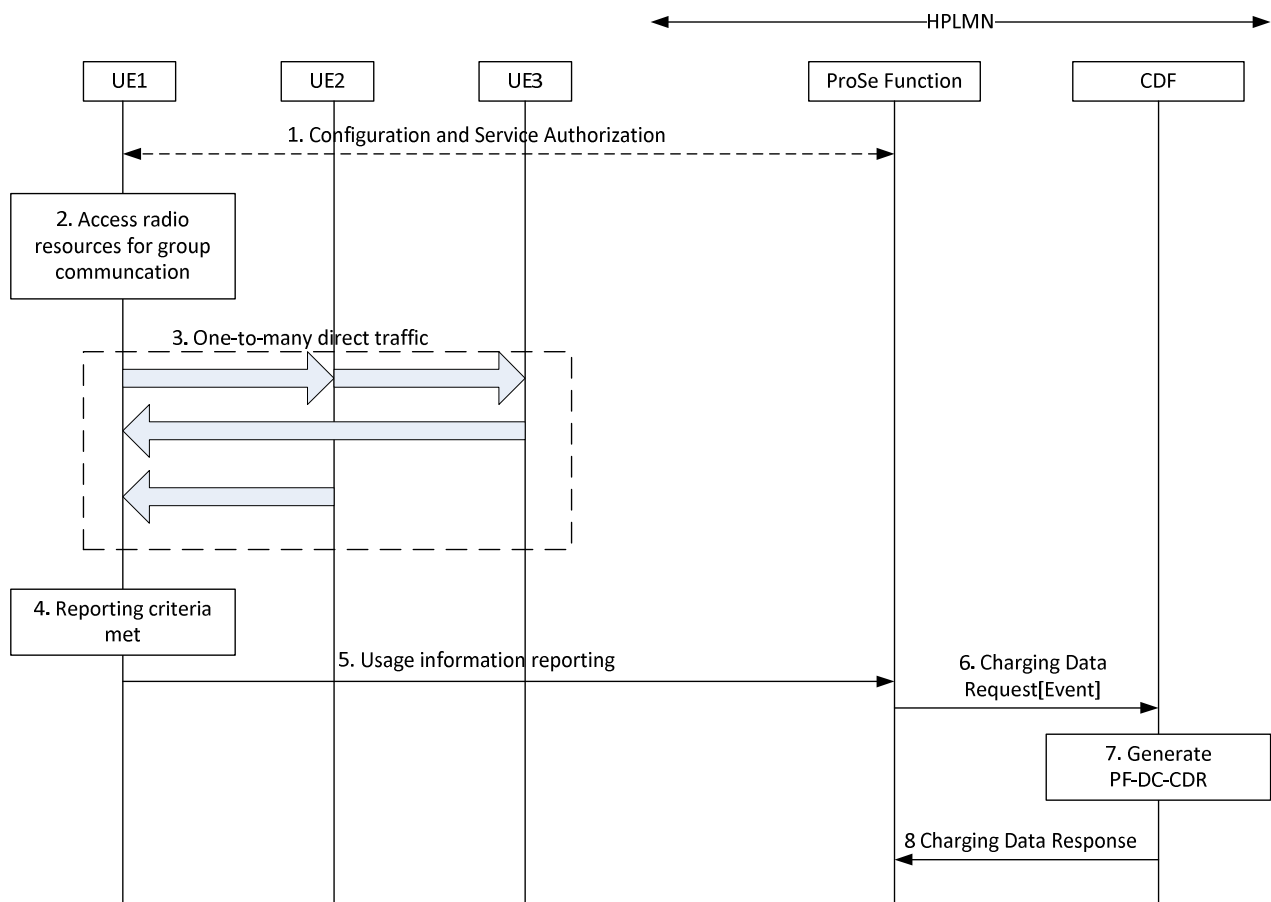 HPLMN
UE1
UE2
UE3
ProSe Function
CDF
1. Configuration and Service Authorization
2. Access radio
resources for group
communcation
3. One-to-many direct traffic
4. Reporting criteria
met
5. Usage information reporting
6. Charging Data
Request[Event]
7. Generate
PF-DC-CDR
8 Charging Data Response